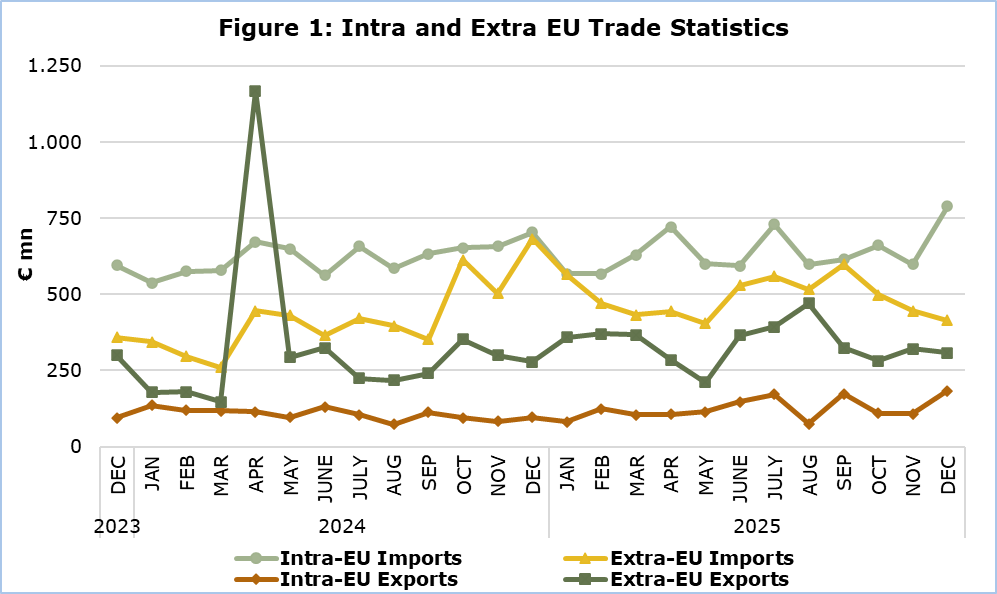 Figure 1: Intra and Extra EU Trade Statistics
€ mn
1.250
1.000
750
500
250
0
DEC JAN FEB MAR APR MAY JUNE JULY AUG SEP OCT NOV DEC JAN FEB MAR APR MAY JUNE JULY AUG SEP OCT NOV DEC
2023 2024 2025
Intra-EU Imports Extra-EU Imports
Intra-EU Exports Extra-EU Exports